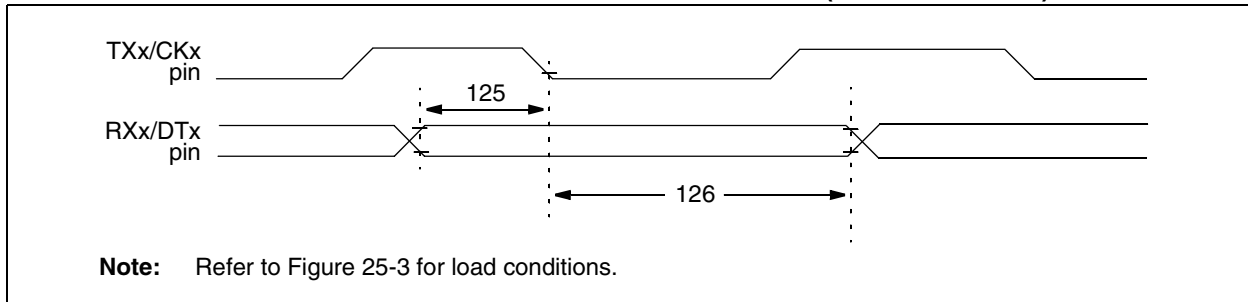 TXx/CKx
pin
125
RXx/DTx
pin
126
Note: Refer to Figure 25-3 for load conditions.